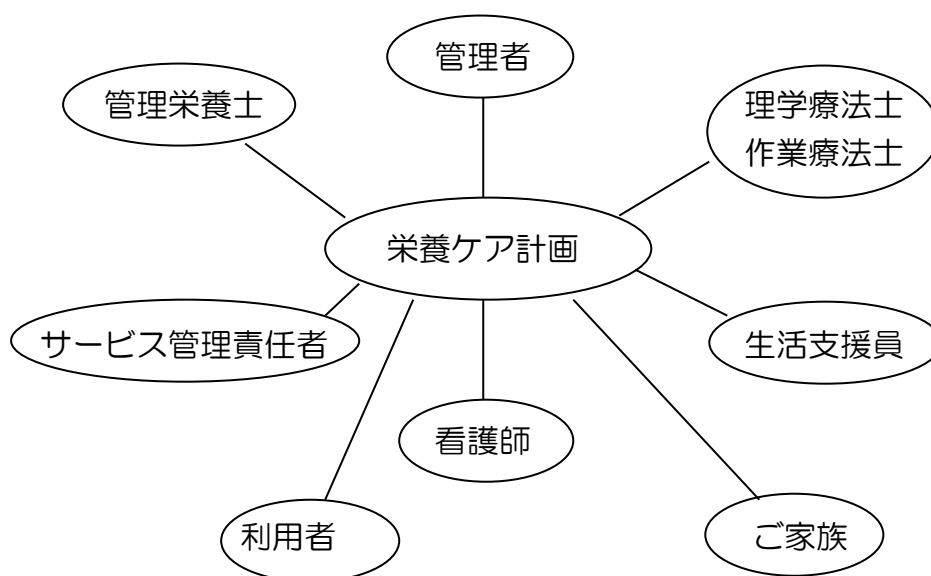 管理者
管理栄養士
理学療法士
作業療法士
栄養ケア計画
サービス管理責任者
生活支援員
看護師
利用者
ご家族